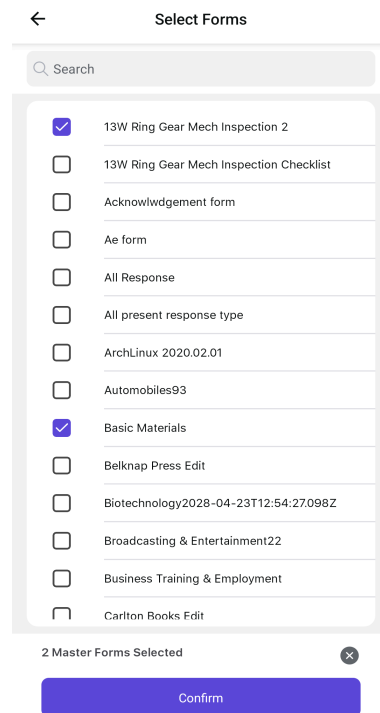 Select Forms
Search
13W Ring Gear Mech Inspection 2
13W Ring Gear Mech Inspection Checklist
Acknowlwdgement form
Ae form
All Response
All present response type
ArchLinux 2020.02.01
Automobiles93
Basic Materials
Belknap Press Edit
Biotechnology2028-04-23T12:54:27.098Z
Broadcasting & Entertainment22
Business Training & Employment
Carlton Books Edit
2 Master Forms Selected
Confirm